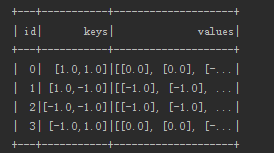 +---+-----------+--------------------+
| id|       keys|              values|
+---+-----------+--------------------+
|  0|  [1.0,1.0]|[[0.0], [0.0], [-...|
|  1| [1.0,-1.0]|[[-1.0], [-1.0], ...|
|  2|[-1.0,-1.0]|[[-1.0], [-1.0], ...|
|  3| [-1.0,1.0]|[[0.0], [0.0], [-...|
+---+-----------+--------------------+